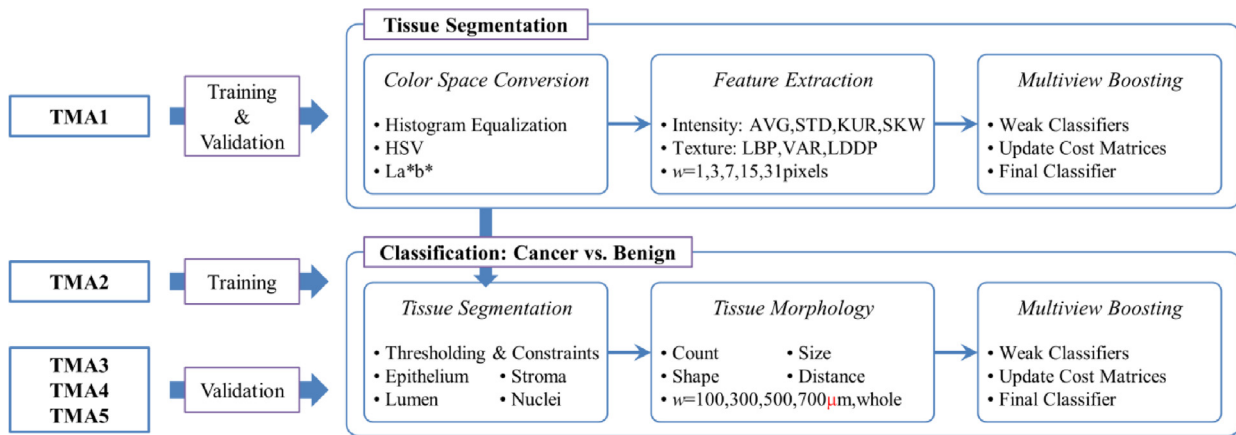 Tissue Segmentation
TMA1
Training
&
Validation
Color Space Conversion
• Histogram Equalization
• HSV
• La*b*
Feature Extraction
• Intensity: AVG,STD,KUR,SKW
• Texture: LBP,VAR,LDDP
• w=1,3,7,15,31pixels
Multiview Boosting
• Weak Classifiers
• Update Cost Matrices
• Final Classifier
Classification: Cancer vs. Benign
TMA2
Training
TMA3
TMA4
TMA5
Validation
Tissue Segmentation
• Thresholding & Constraints
• Epithelium • Stroma
• Lumen • Nuclei
Tissue Morphology
• Count • Size
• Shape • Distance
• w=100,300,500,700μm,whole
Multiview Boosting
• Weak Classifiers
• Update Cost Matrices
• Final Classifier